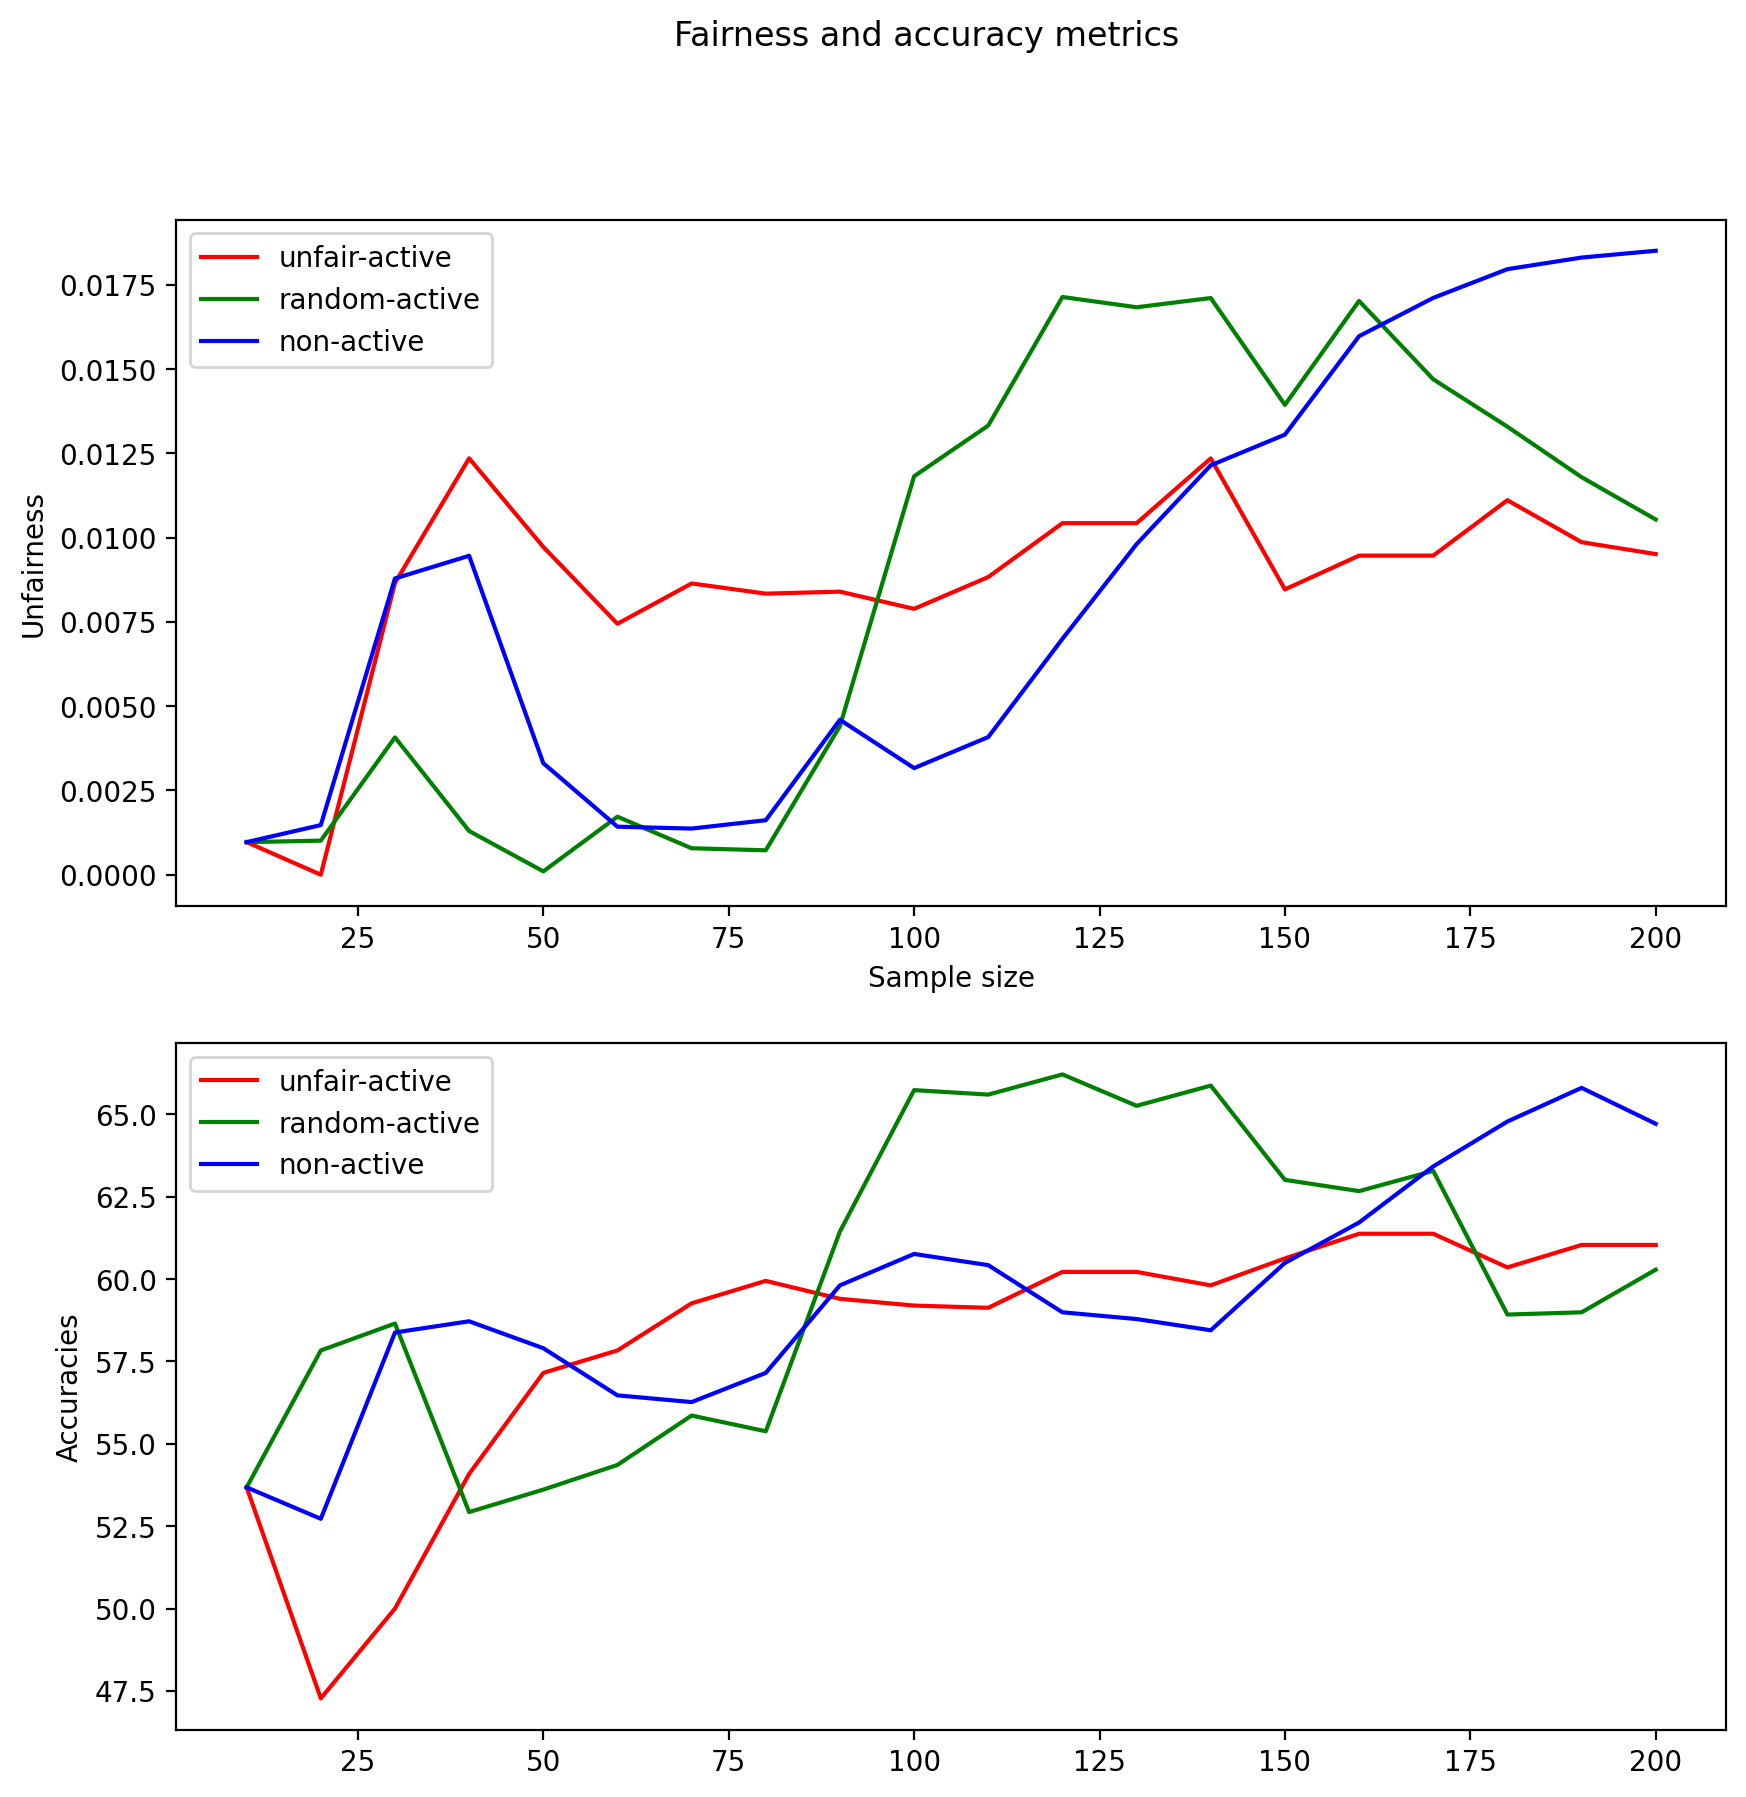 Fairness and accuracy metrics
unfair-active
random-active
non-active
0.0175
0.0150
0.0125
0.0100
0.0075
0.0050
0.0025
0.0000
Unfairness
25 50 75 100 125 150 175 200
Sample size
unfair-active
random-active
non-active
65.0
62.5
60.0
57.5
55.0
52.5
50.0
47.5
Accuracies
25 50 75 100 125 150 175 200